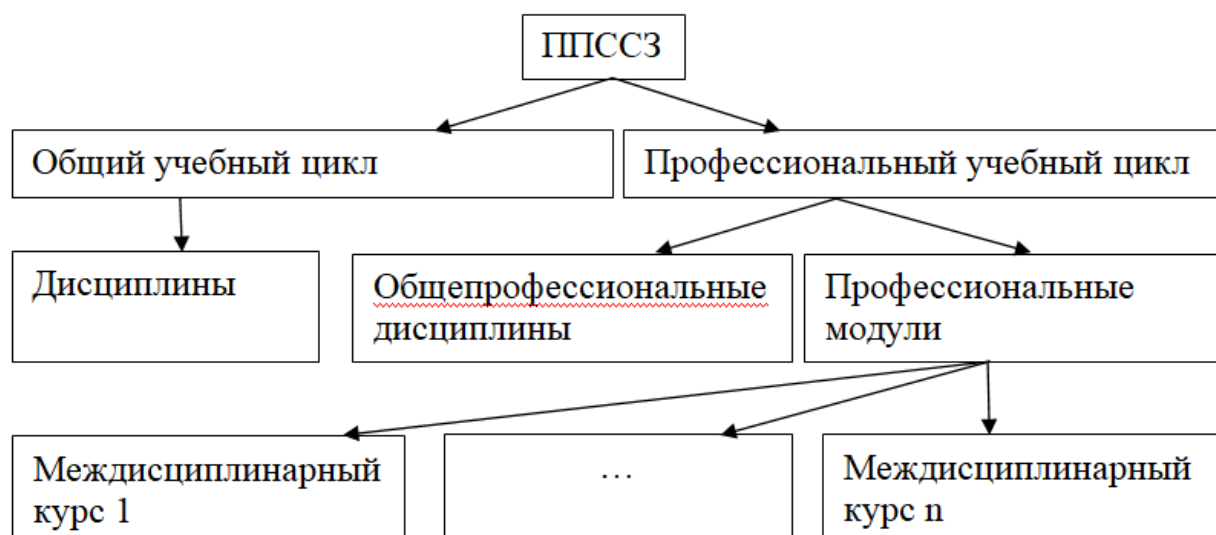 ППССЗ
Общий учебный цикл
Профессиональный учебный цикл
Дисциплины
Общепрофессиональные
дисциплины
Профессиональные
модули
Междисциплинарный
курс 1
…
Междисциплинарный
курс n